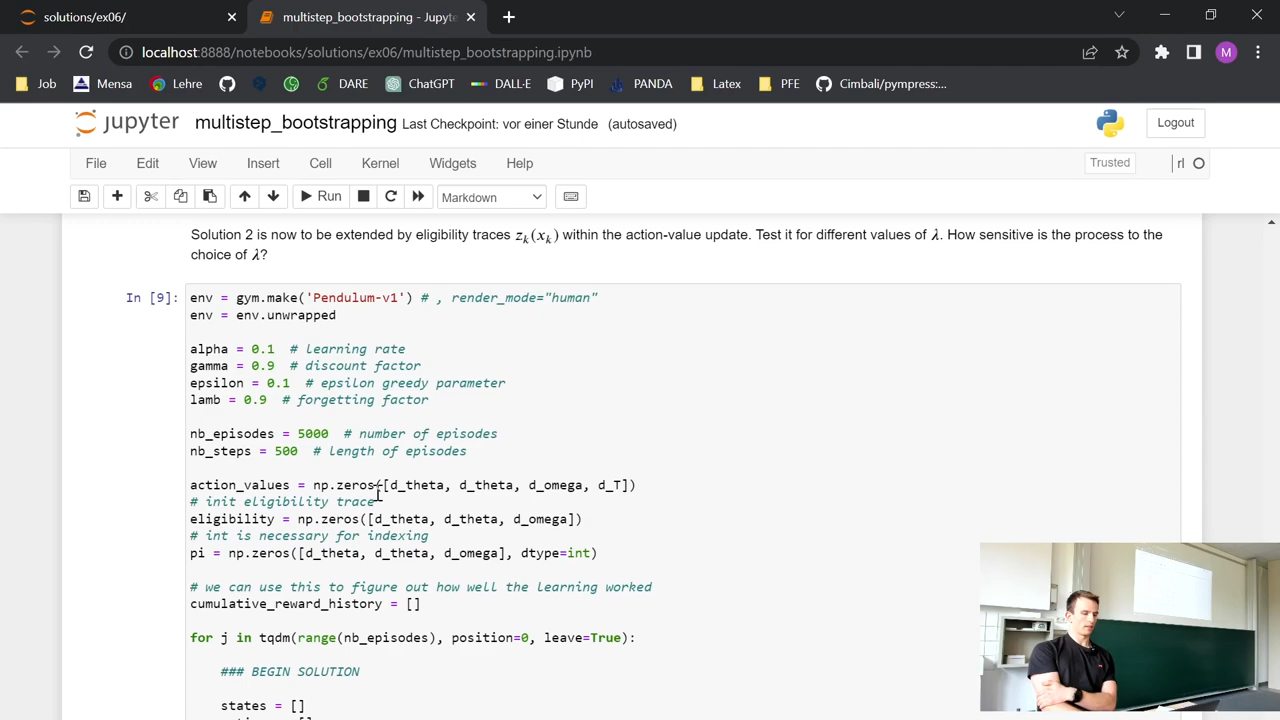 solutions/ex06/
multistep_bootstrapping - Jupyter
localhost:8888/notebooks/solutions/ex06/multistep_bootstrapping.ipynb
M
Job Mensa Lehre DARE ChatGPT DALL-E PyPI PANDA Latex PFE Cimbali/pympress:...
jupyter multistep_bootstrapping Last Checkpoint: vor einer Stunde (autosaved)
Logout
File Edit View Insert Cell Kernel Widgets Help
Trusted
rl
Run
Markdown
Solution 2 is now to be extended by eligibility traces z_k(x_k) within the action-value update. Test it for different values of λ. How sensitive is the process to the
choice of λ?
In [9]:
env = gym.make('Pendulum-v1') # , render_mode="human"
env = env.unwrapped
alpha = 0.1 # learning rate
gamma = 0.9 # discount factor
epsilon = 0.1 # epsilon greedy parameter
lamb = 0.9 # forgetting factor
nb_episodes = 5000 # number of episodes
nb_steps = 500 # length of episodes
action_values = np.zeros([d_theta, d_theta, d_omega, d_T])
# init eligibility trace
eligibility = np.zeros([d_theta, d_theta, d_omega])
# int is necessary for indexing
pi = np.zeros([d_theta, d_theta, d_omega], dtype=int)
# we can use this to figure out how well the learning worked
cumulative_reward_history = []
for j in tqdm(range(nb_episodes), position=0, leave=True):
### BEGIN SOLUTION
states = []